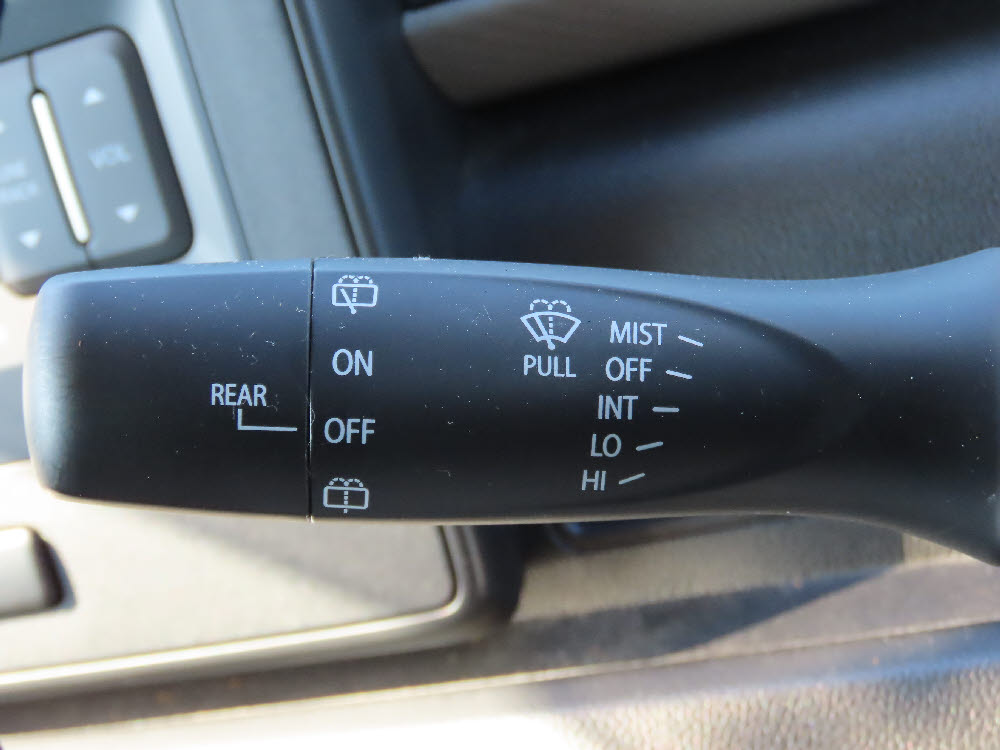 VOL
ON
REAR
OFF
PULL
MIST
OFF
INT
LO
HI